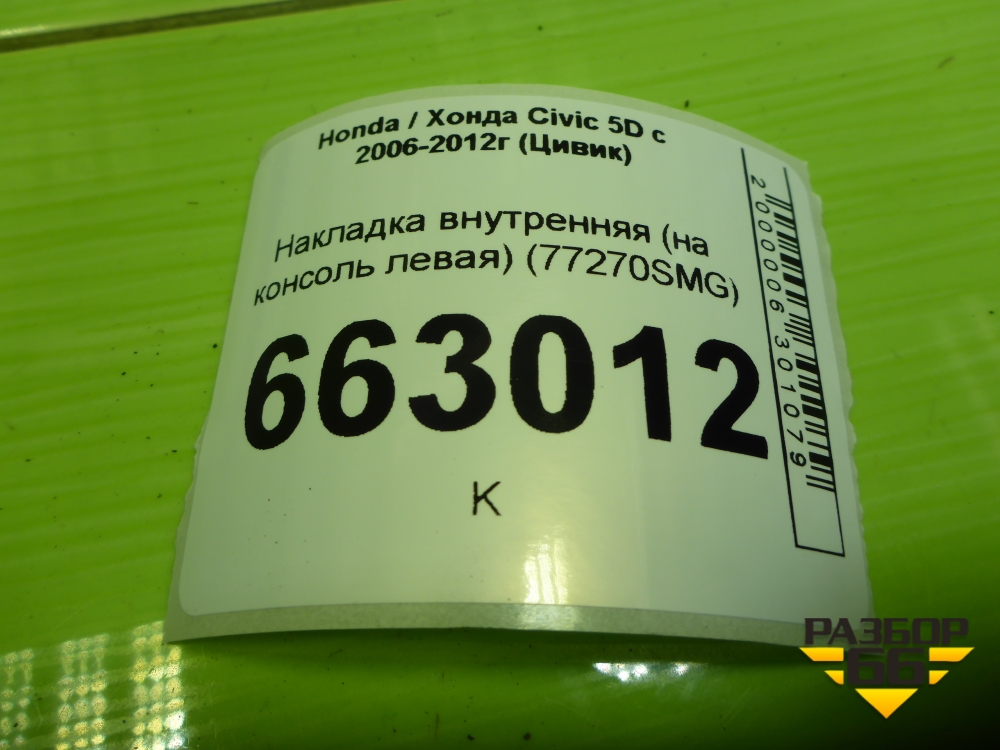 Honda / Хонда Civic 5D с
2006-2012г (Цивик)
Накладка внутренняя (на
консоль левая) (77270SMG)
663012
К
2000006301079
РАЗБОР
66